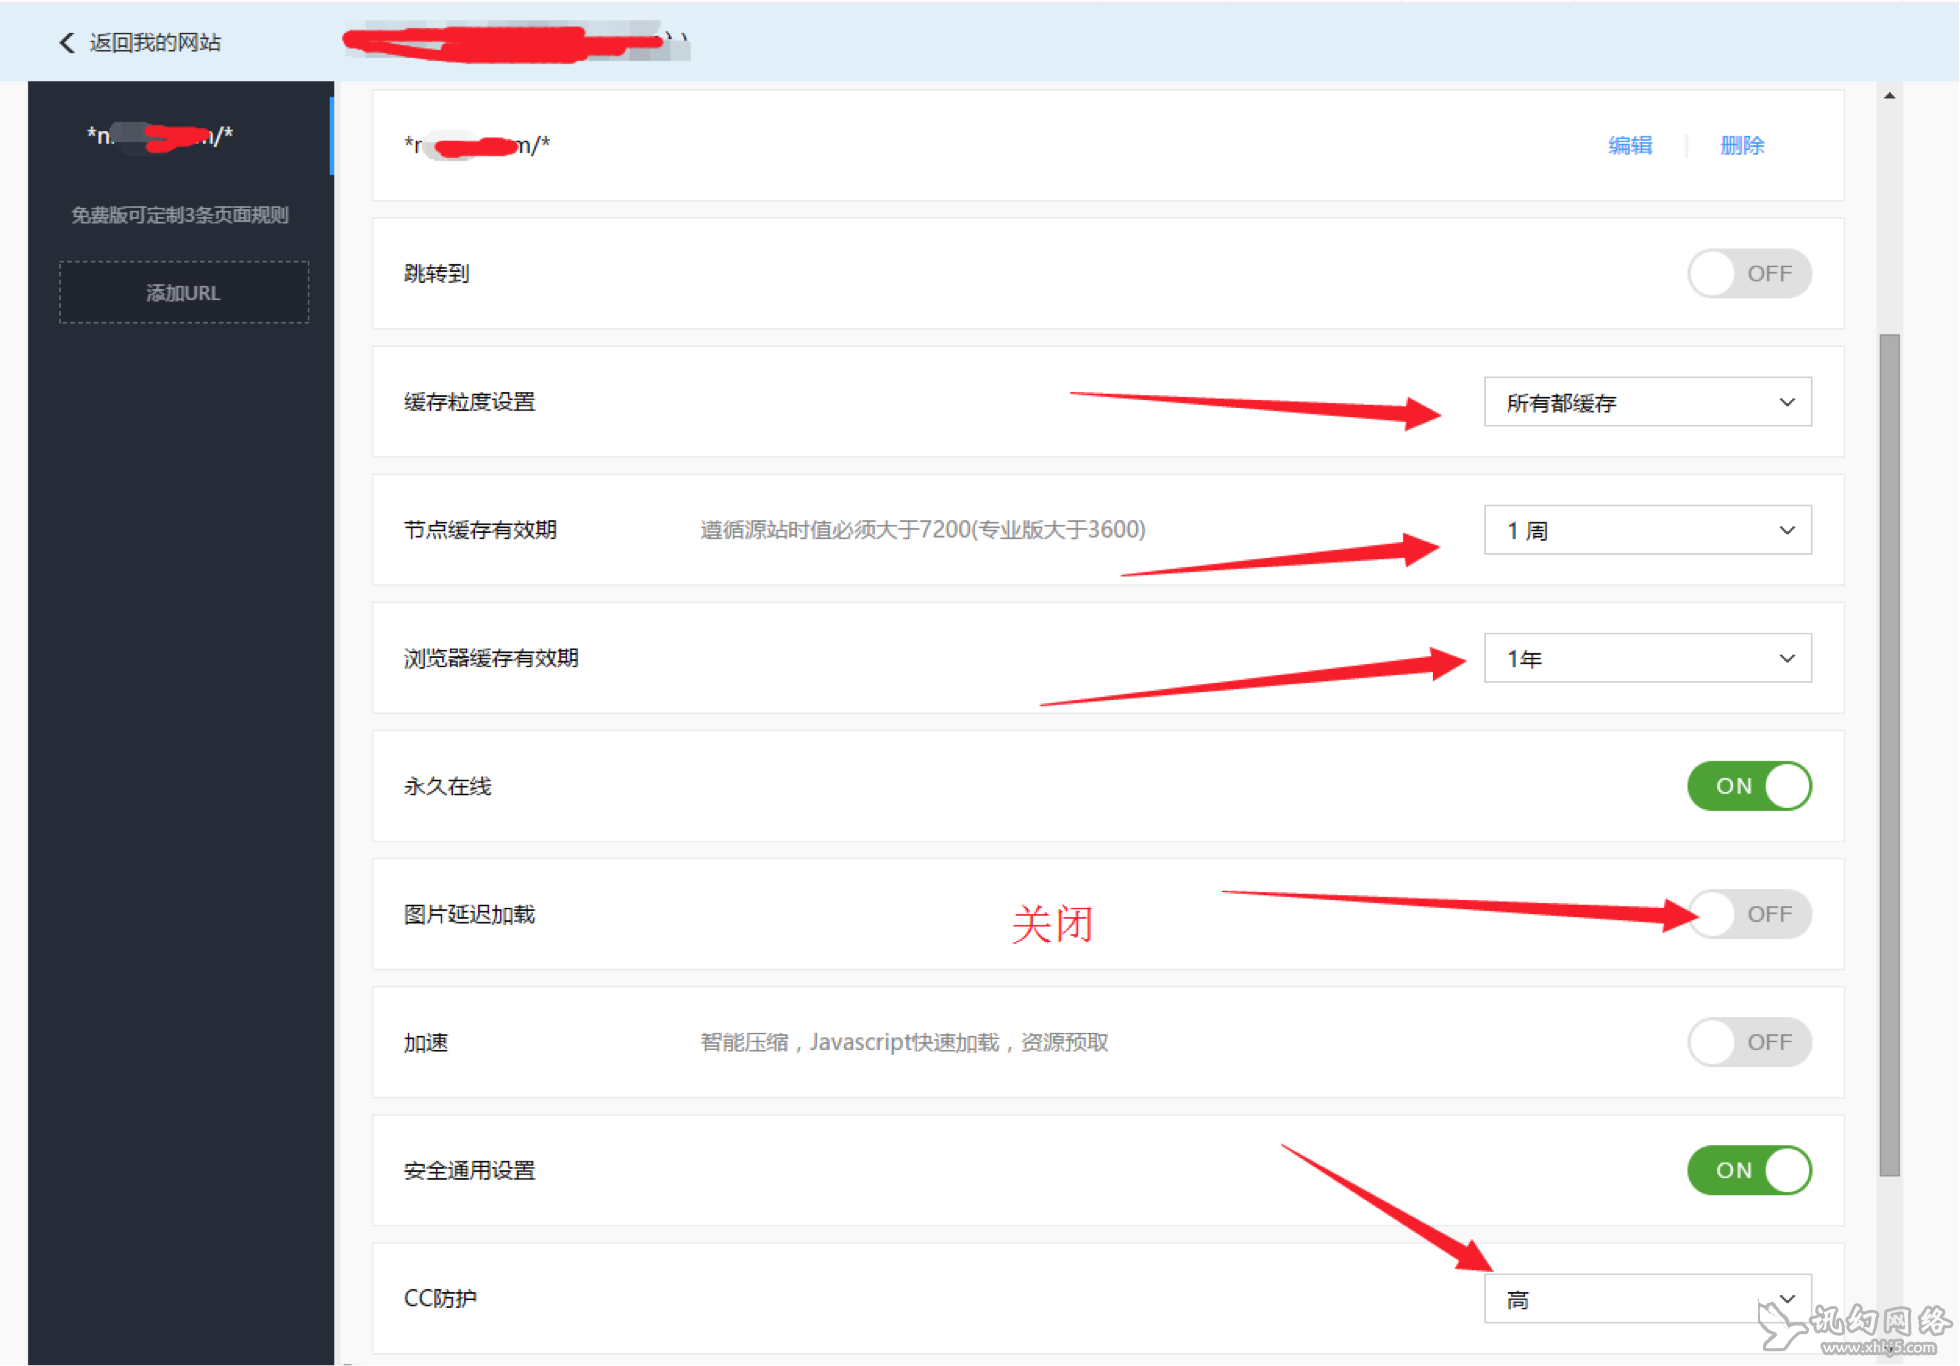 返回我的网站
免费版可定制3条页面规则
添加URL
编辑 删除
跳转到 OFF
缓存粒度设置 所有都缓存
节点缓存有效期 遵循源站时值必须大于7200(专业版大于3600) 1 周
浏览器缓存有效期 1年
永久在线 ON
图片延迟加载 关闭 OFF
加速 智能压缩，Javascript快速加载，资源预取 OFF
安全通用设置 ON
CC防护 高
讯幻网络
www.xhkj5.com